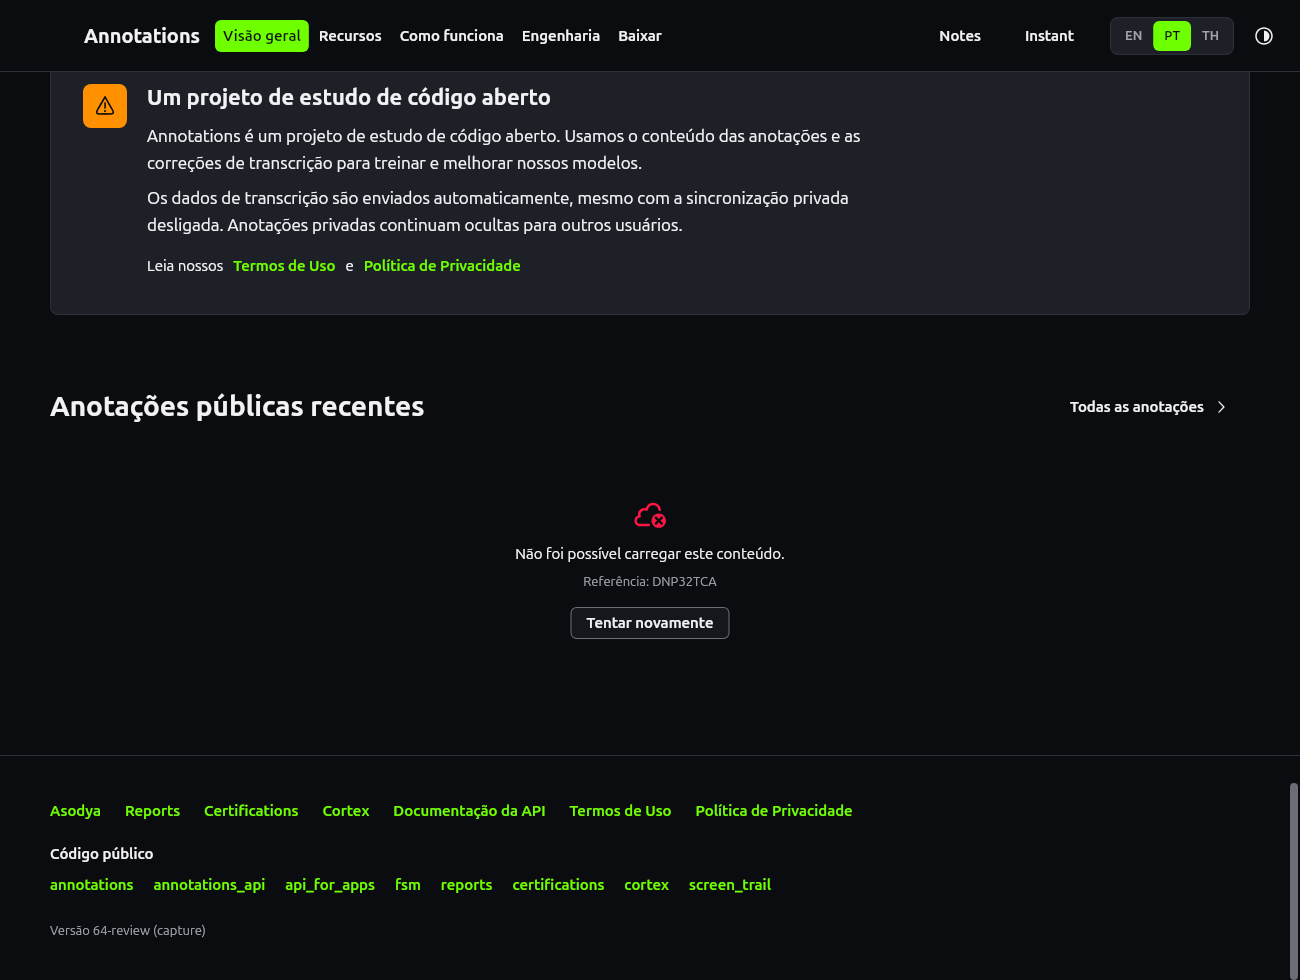 Annotations Visão geral Recursos Como funciona Engenharia Baixar Notes Instant EN PT TH
Um projeto de estudo de código aberto
Annotations é um projeto de estudo de código aberto. Usamos o conteúdo das anotações e as
correções de transcrição para treinar e melhorar nossos modelos.
Os dados de transcrição são enviados automaticamente, mesmo com a sincronização privada
desligada. Anotações privadas continuam ocultas para outros usuários.
Leia nossos Termos de Uso e Política de Privacidade
Anotações públicas recentes Todas as anotações
Não foi possível carregar este conteúdo.
Referência: DNP32TCA
Tentar novamente
Asodya Reports Certifications Cortex Documentação da API Termos de Uso Política de Privacidade
Código público
annotations annotations_api api_for_apps fsm reports certifications cortex screen_trail
Versão 64-review (capture)